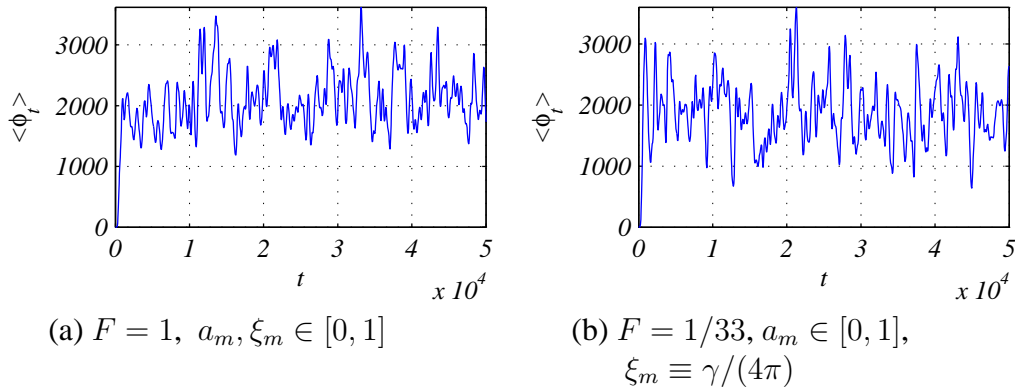 3000
2000
1000
0
<ϕ_t>
0 1 2 3 4 5
t
x 10^4
(a) F = 1, a_m, ξ_m ∈ [0, 1]
3000
2000
1000
0
<ϕ_t>
0 1 2 3 4 5
t
x 10^4
(b) F = 1/33, a_m ∈ [0, 1],
ξ_m ≡ γ/(4π)